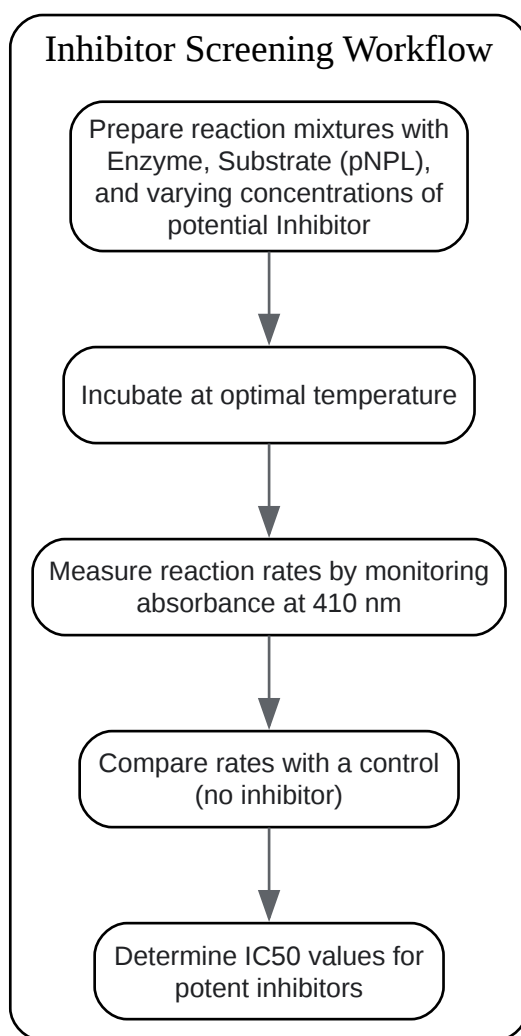 Inhibitor Screening Workflow
Prepare reaction mixtures with
Enzyme, Substrate (pNPL),
and varying concentrations of
potential Inhibitor
Incubate at optimal temperature
Measure reaction rates by monitoring
absorbance at 410 nm
Compare rates with a control
(no inhibitor)
Determine IC50 values for
potent inhibitors